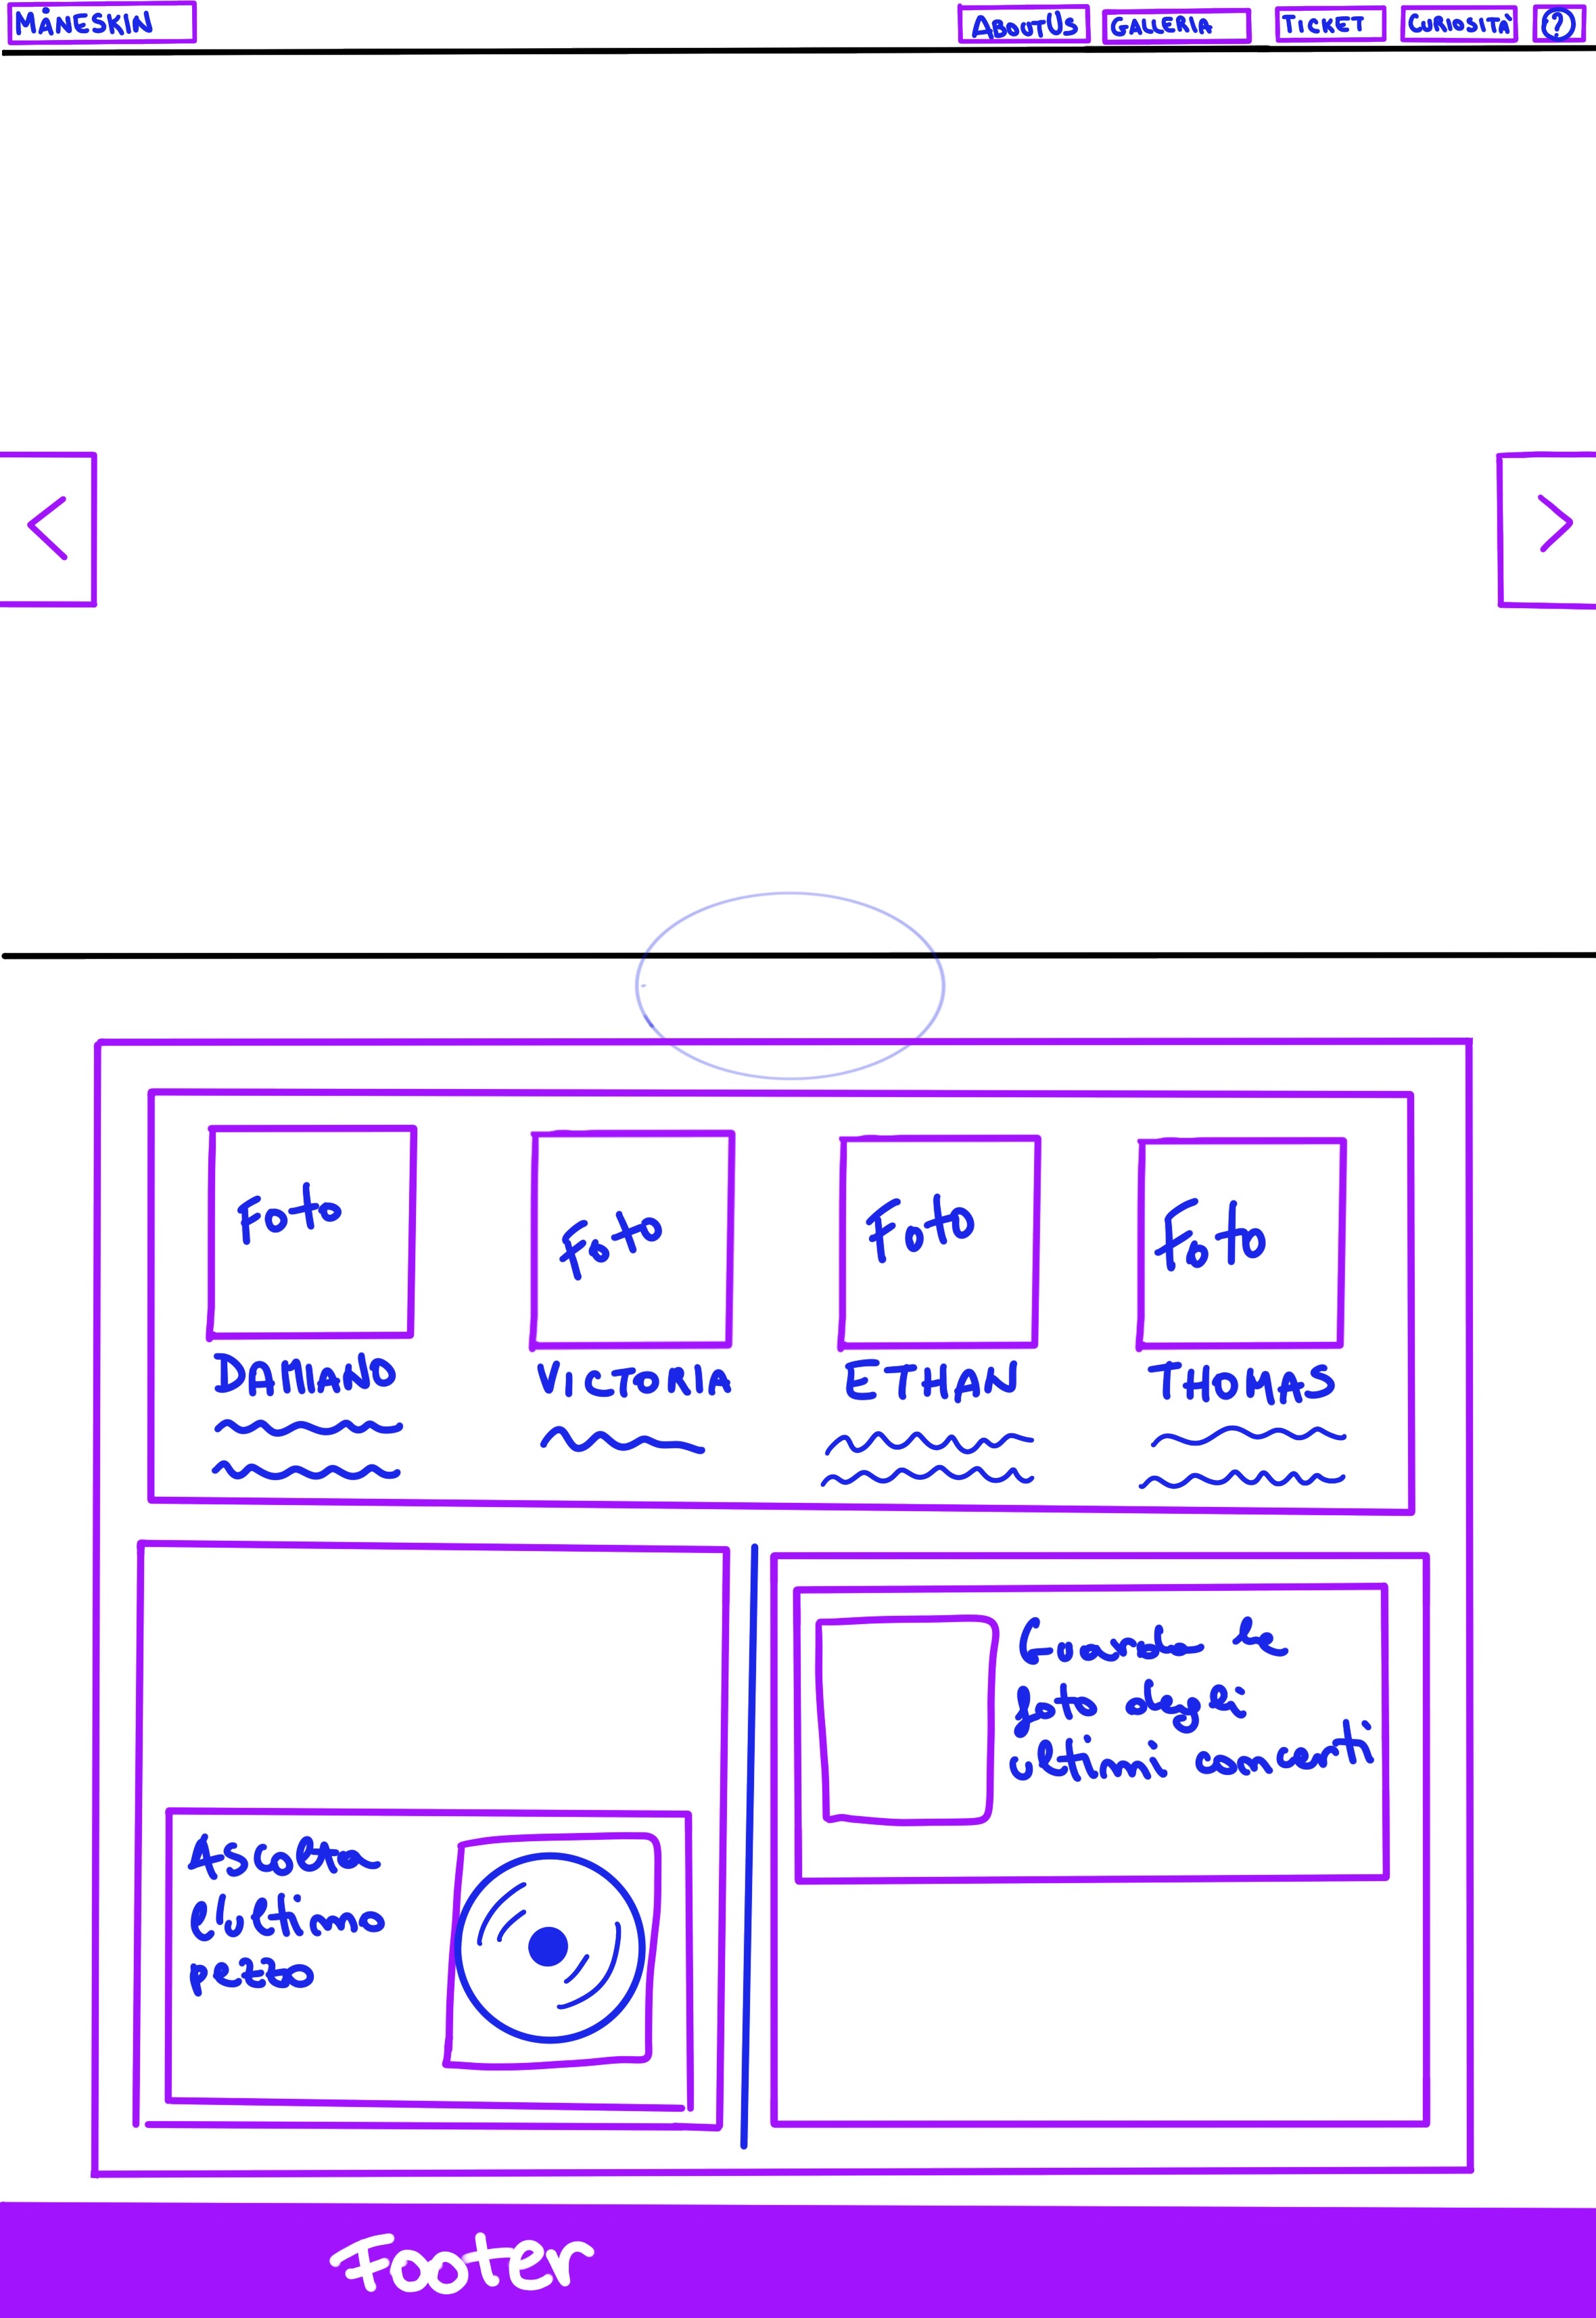 MÅNESKIN
ABOUTUS GALLERIA TICKET CURIOSITÀ ?
Foto Foto Foto Foto
DAMIANO VICTORIA ETHAN THOMAS
Guarda le
foto degli
ultimi concerti
Ascolta
l'ultimo
pezzo
Footer